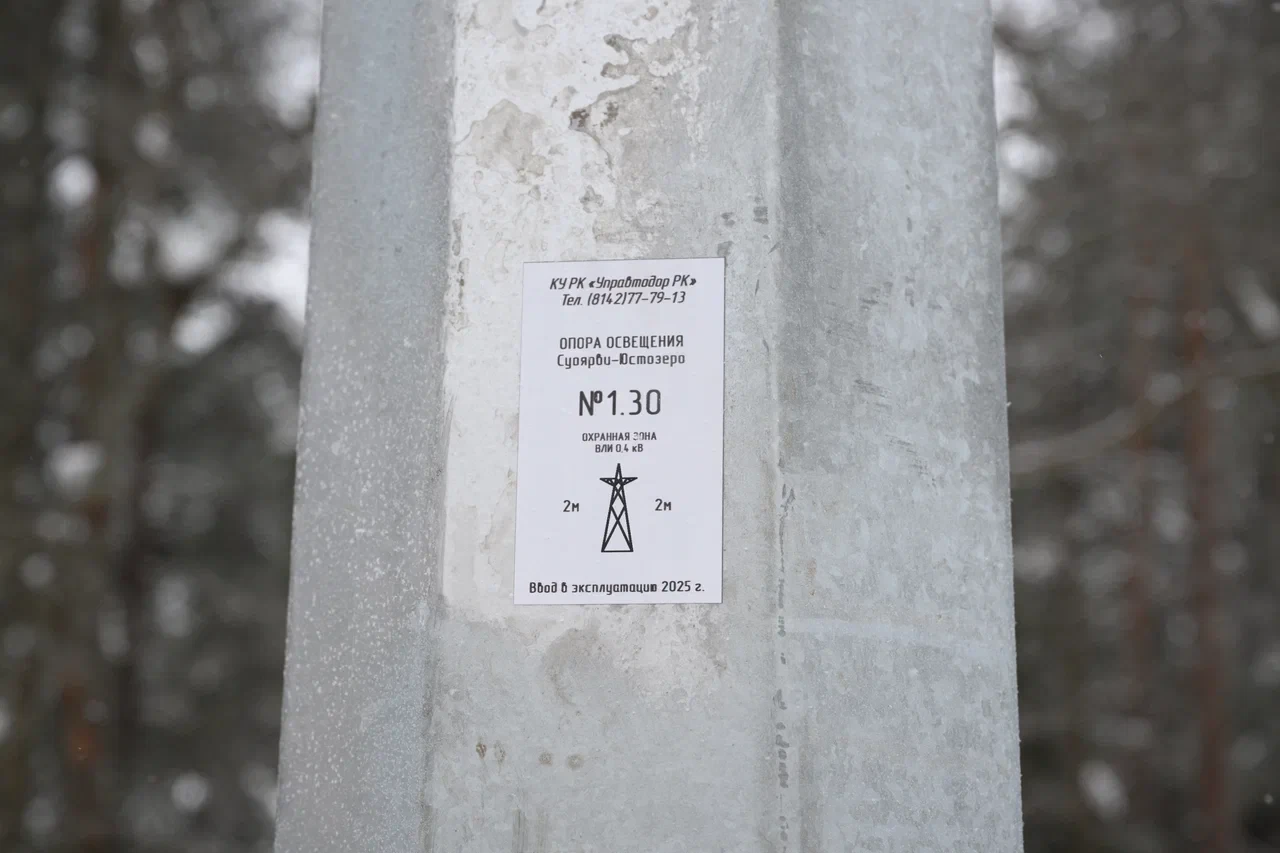 КУ РК «Управтодор РК»
Тел. (8142)77-79-13
ОПОРА ОСВЕЩЕНИЯ
Суоярви-Юстозеро
№1.30
ОХРАННАЯ ЗОНА
ВЛИ 0,4 кВ
2м 2м
Ввод в эксплуатацию 2025 г.